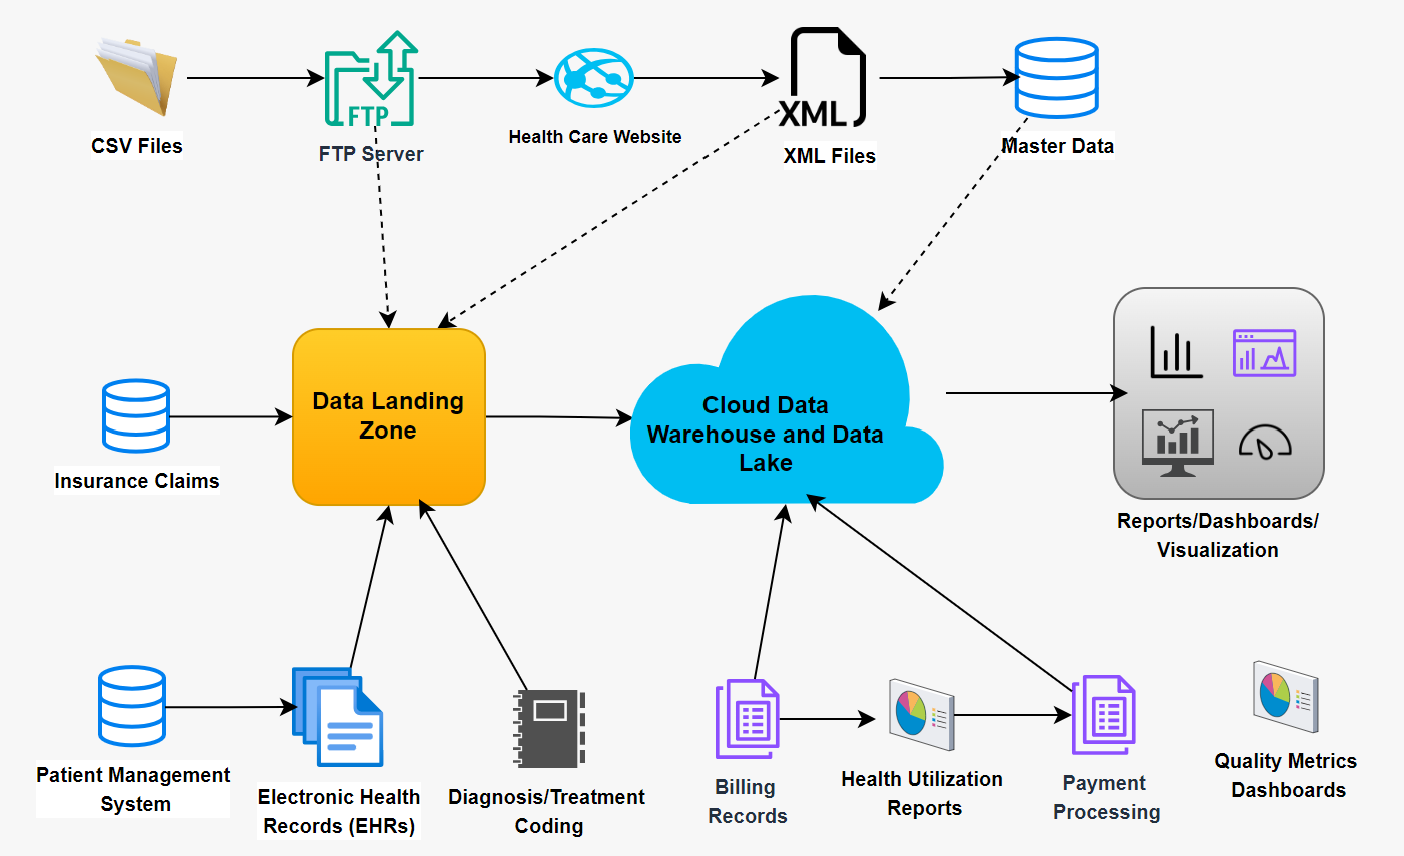 FTP
XML
CSV Files
FTP Server
Health Care Website
XML Files
Master Data
Data Landing
Zone
Cloud Data
Warehouse and Data
Lake
Insurance Claims
Reports/Dashboards/
Visualization
Patient Management
System
Electronic Health
Records (EHRs)
Diagnosis/Treatment
Coding
Billing
Records
Health Utilization
Reports
Payment
Processing
Quality Metrics
Dashboards